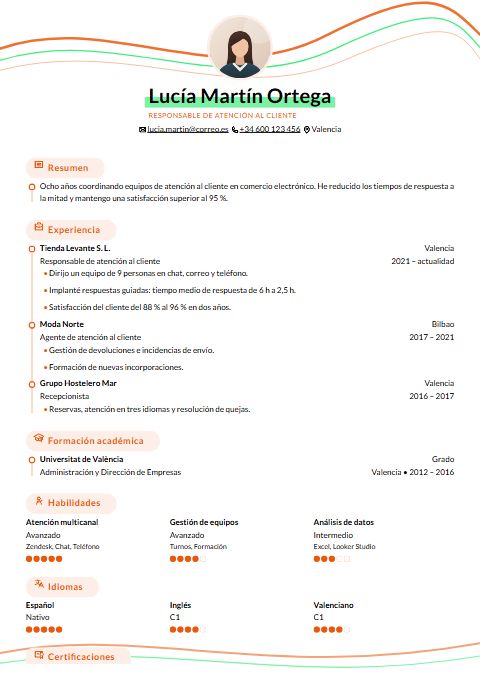 Lucía Martín Ortega
RESPONSABLE DE ATENCIÓN AL CLIENTE
lucia.martin@correo.es +34 600 123 456 Valencia
Resumen
Ocho años coordinando equipos de atención al cliente en comercio electrónico. He reducido los tiempos de respuesta a
la mitad y mantengo una satisfacción superior al 95 %.
Experiencia
Tienda Levante S. L. Valencia
Responsable de atención al cliente 2021 – actualidad
• Dirijo un equipo de 9 personas en chat, correo y teléfono.
• Implanté respuestas guiadas: tiempo medio de respuesta de 6 h a 2,5 h.
• Satisfacción del cliente del 88 % al 96 % en dos años.
Moda Norte Bilbao
Agente de atención al cliente 2017 – 2021
• Gestión de devoluciones e incidencias de envío.
• Formación de nuevas incorporaciones.
Grupo Hostelero Mar Valencia
Recepcionista 2016 – 2017
• Reservas, atención en tres idiomas y resolución de quejas.
Formación académica
Universitat de València Grado
Administración y Dirección de Empresas Valencia • 2012 – 2016
Habilidades
Atención multicanal Gestión de equipos Análisis de datos
Avanzado Avanzado Intermedio
Zendesk, Chat, Teléfono Turnos, Formación Excel, Looker Studio
Idiomas
Español Inglés Valenciano
Nativo C1 C1
Certificaciones